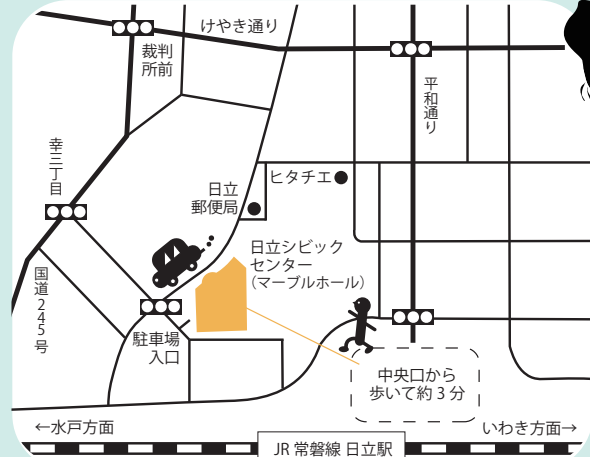 けやき通り
裁判
所前
平和通り
幸三丁目
ヒタチエ
日立
郵便局
日立シビック
センター
(マーブルホール)
国道245号
駐車場
入口
中央口から
歩いて約3分
←水戸方面
いわき方面→
JR 常磐線 日立駅